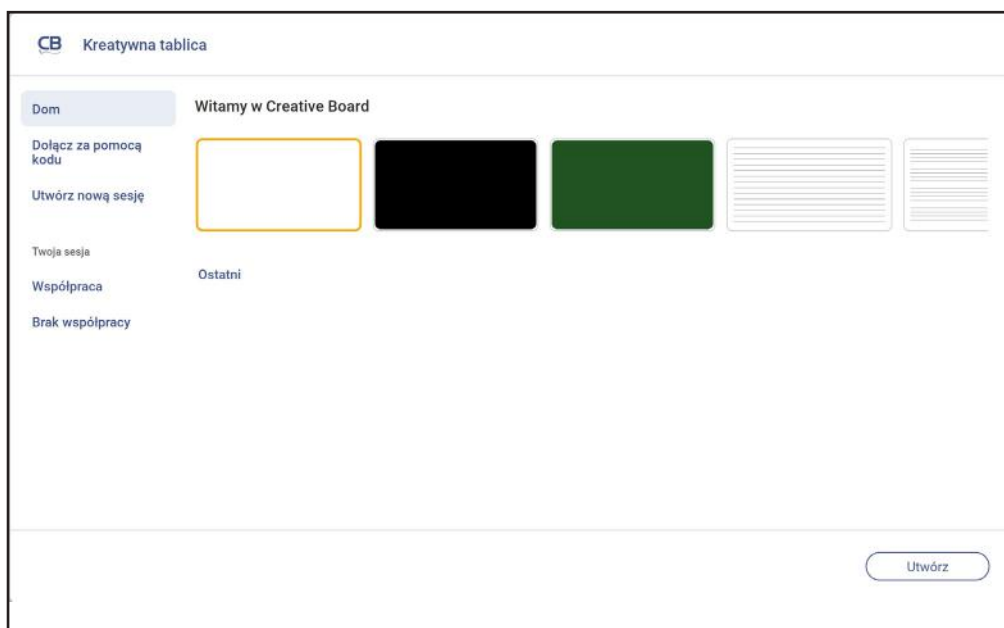 CB Kreatywna tablica
Dom
Dołącz za pomocą
kodu
Utwórz nową sesję
Twoja sesja
Współpraca
Brak współpracy
Witamy w Creative Board
Ostatni
Utwórz